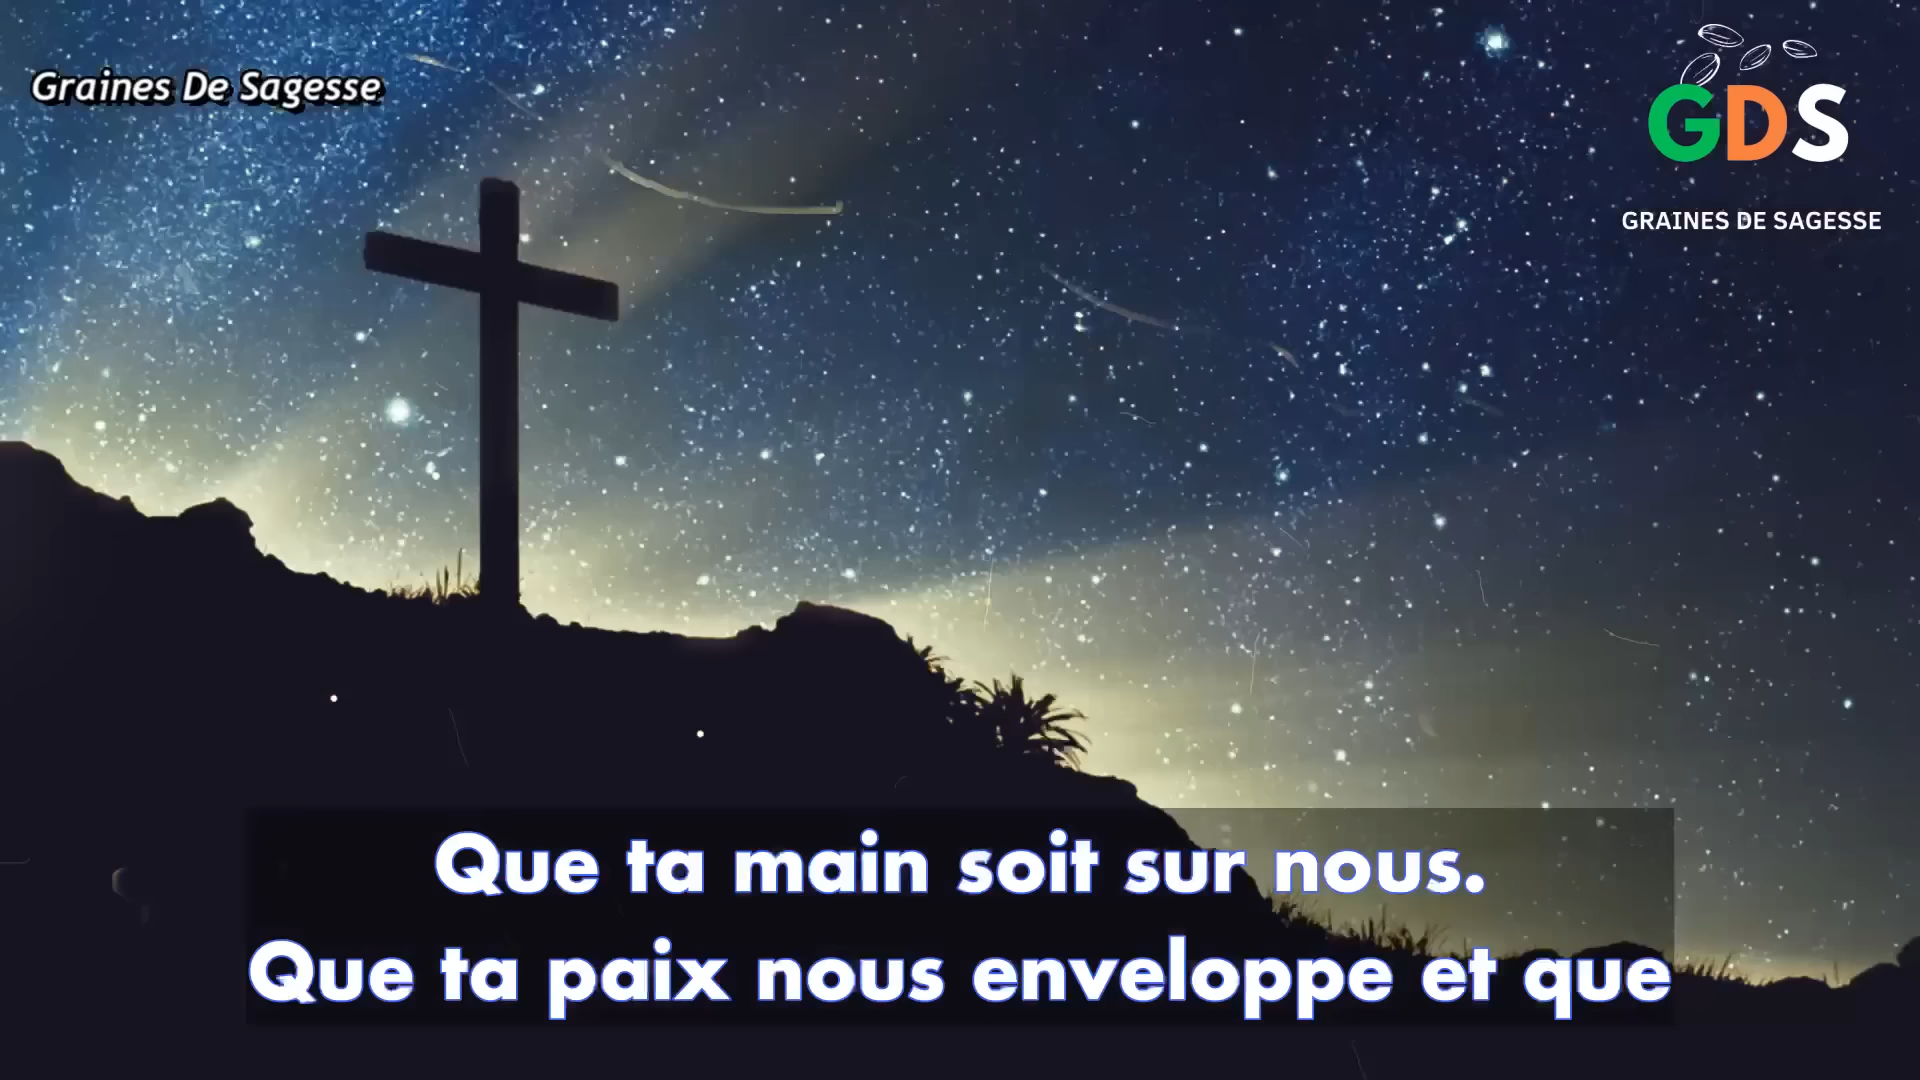 Graines De Sagesse
GDS
GRAINES DE SAGESSE
Que ta main soit sur nous.
Que ta paix nous enveloppe et que